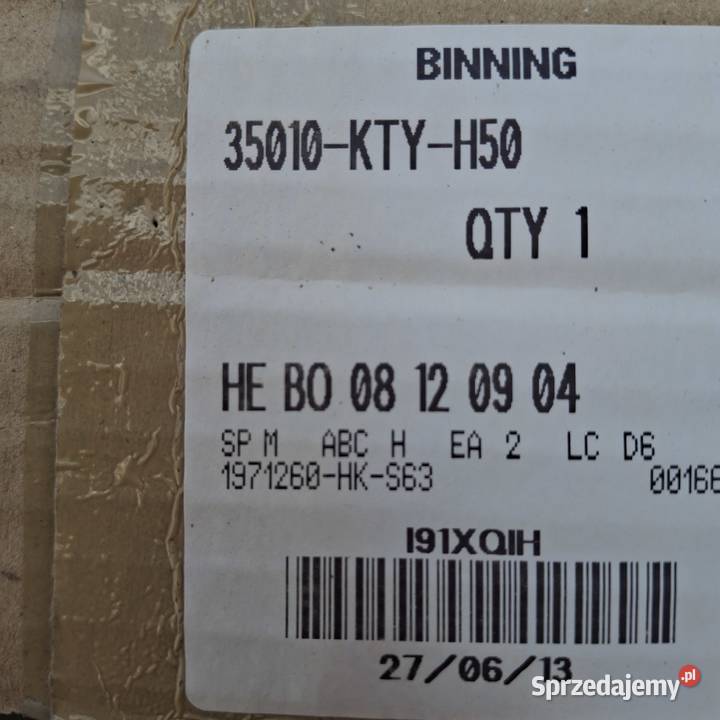 BINNING
35010-KTY-H50
QTY 1
HE BO 08 12 09 04
SP M ABC H EA 2 LC D6
1971260-HK-S63 00166
I91XQIH
27/06/13
Sprzedajemy.pl